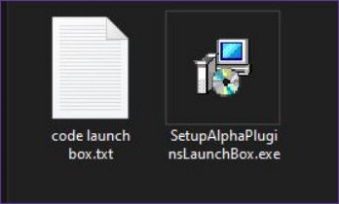 code launch
box.txt
SetupAlphaPlugi
nsLaunchBox.exe